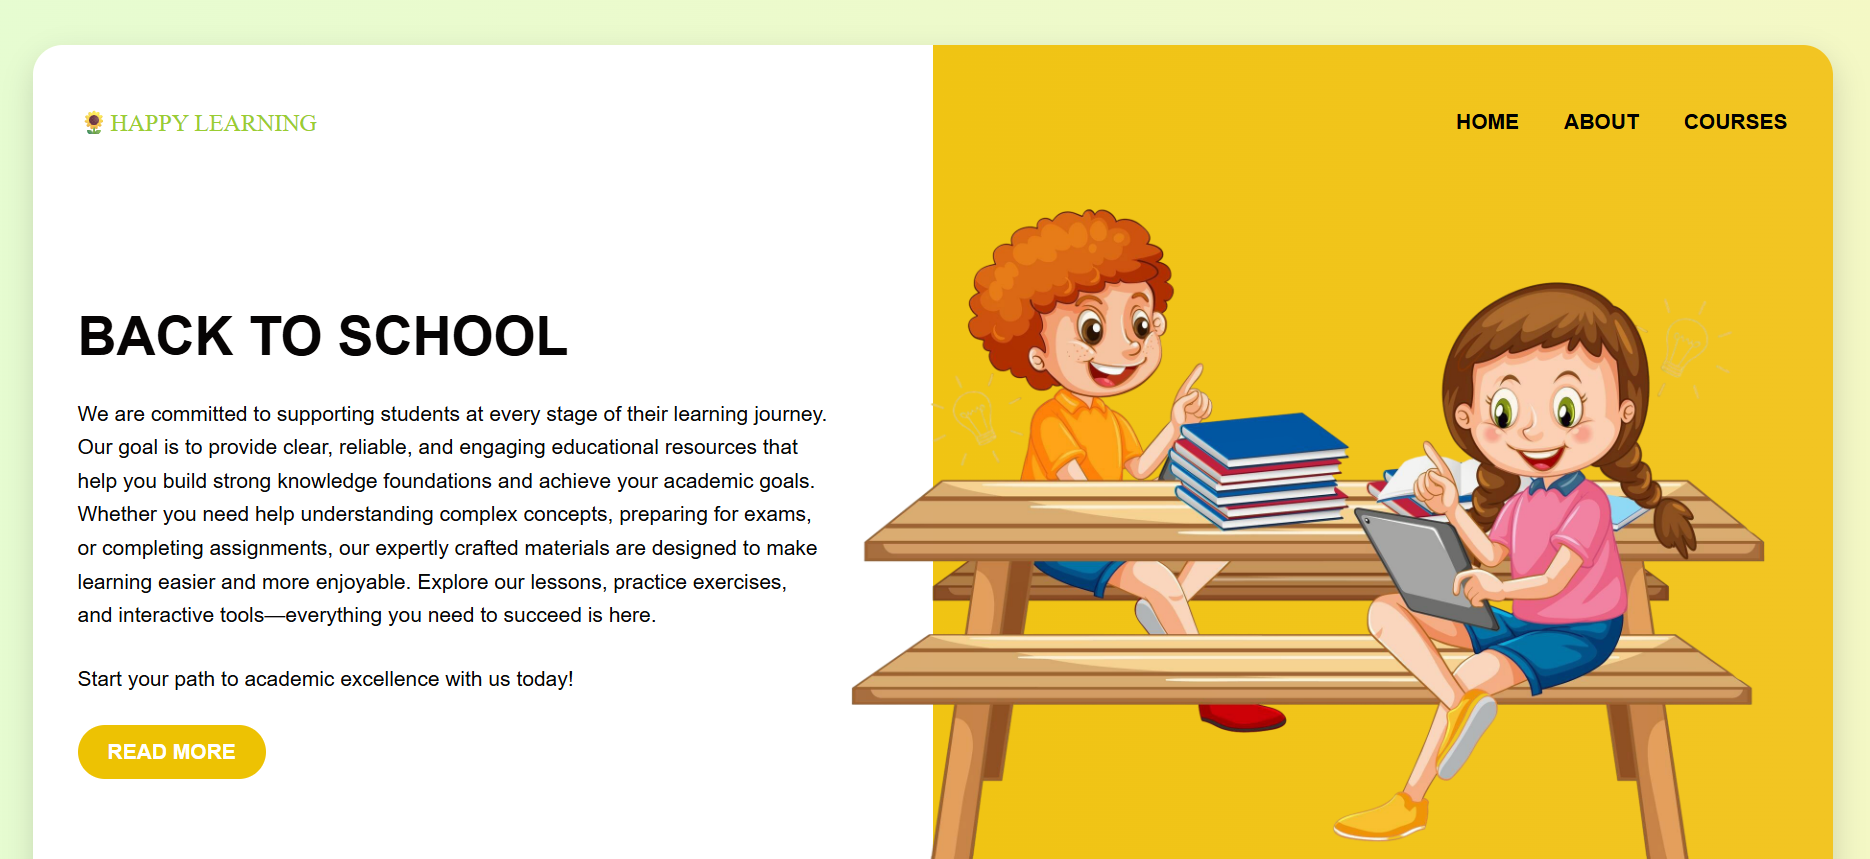 HAPPY LEARNING
HOME ABOUT COURSES
BACK TO SCHOOL
We are committed to supporting students at every stage of their learning journey.
Our goal is to provide clear, reliable, and engaging educational resources that
help you build strong knowledge foundations and achieve your academic goals.
Whether you need help understanding complex concepts, preparing for exams,
or completing assignments, our expertly crafted materials are designed to make
learning easier and more enjoyable. Explore our lessons, practice exercises,
and interactive tools—everything you need to succeed is here.
Start your path to academic excellence with us today!
READ MORE